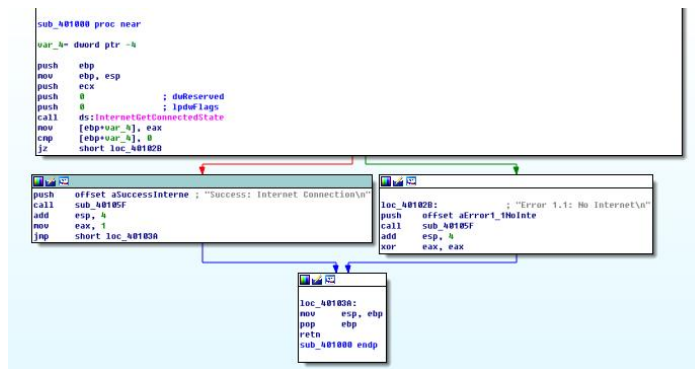 sub_401000 proc near
var_4= dword ptr -4
push    ebp
mov     ebp, esp
push    ecx
push    0               ; dwReserved
push    0               ; lpdwFlags
call    ds:InternetGetConnectedState
mov     [ebp+var_4], eax
cmp     [ebp+var_4], 0
jz      short loc_40102B
push    offset aSuccessInterne ; "Success: Internet Connection\n"
call    sub_40105F
add     esp, 4
mov     eax, 1
jmp     short loc_40103A
loc_40102B:             ; "Error 1.1: No Internet\n"
push    offset aError1_1NoInte
call    sub_40105F
add     esp, 4
xor     eax, eax
loc_40103A:
mov     esp, ebp
pop     ebp
retn
sub_401000 endp